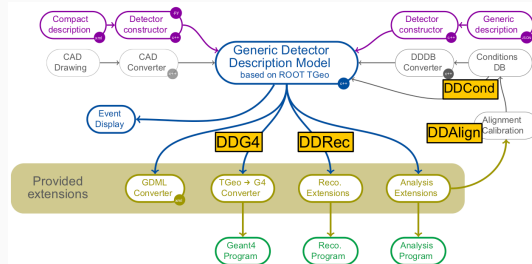 Compact
description
Detector
constructor
Detector
constructor
Generic
description
Generic Detector
Description Model
based on ROOT TGeo
CAD
Drawing
CAD
Converter
DDDB
Converter
Conditions
DB
DDCond
Event
Display
DDG4
DDRec
DDAlign
Alignment
Calibration
Provided
extensions
GDML
Converter
TGeo → G4
Converter
Reco.
Extensions
Analysis
Extensions
Geant4
Program
Reco.
Program
Analysis
Program